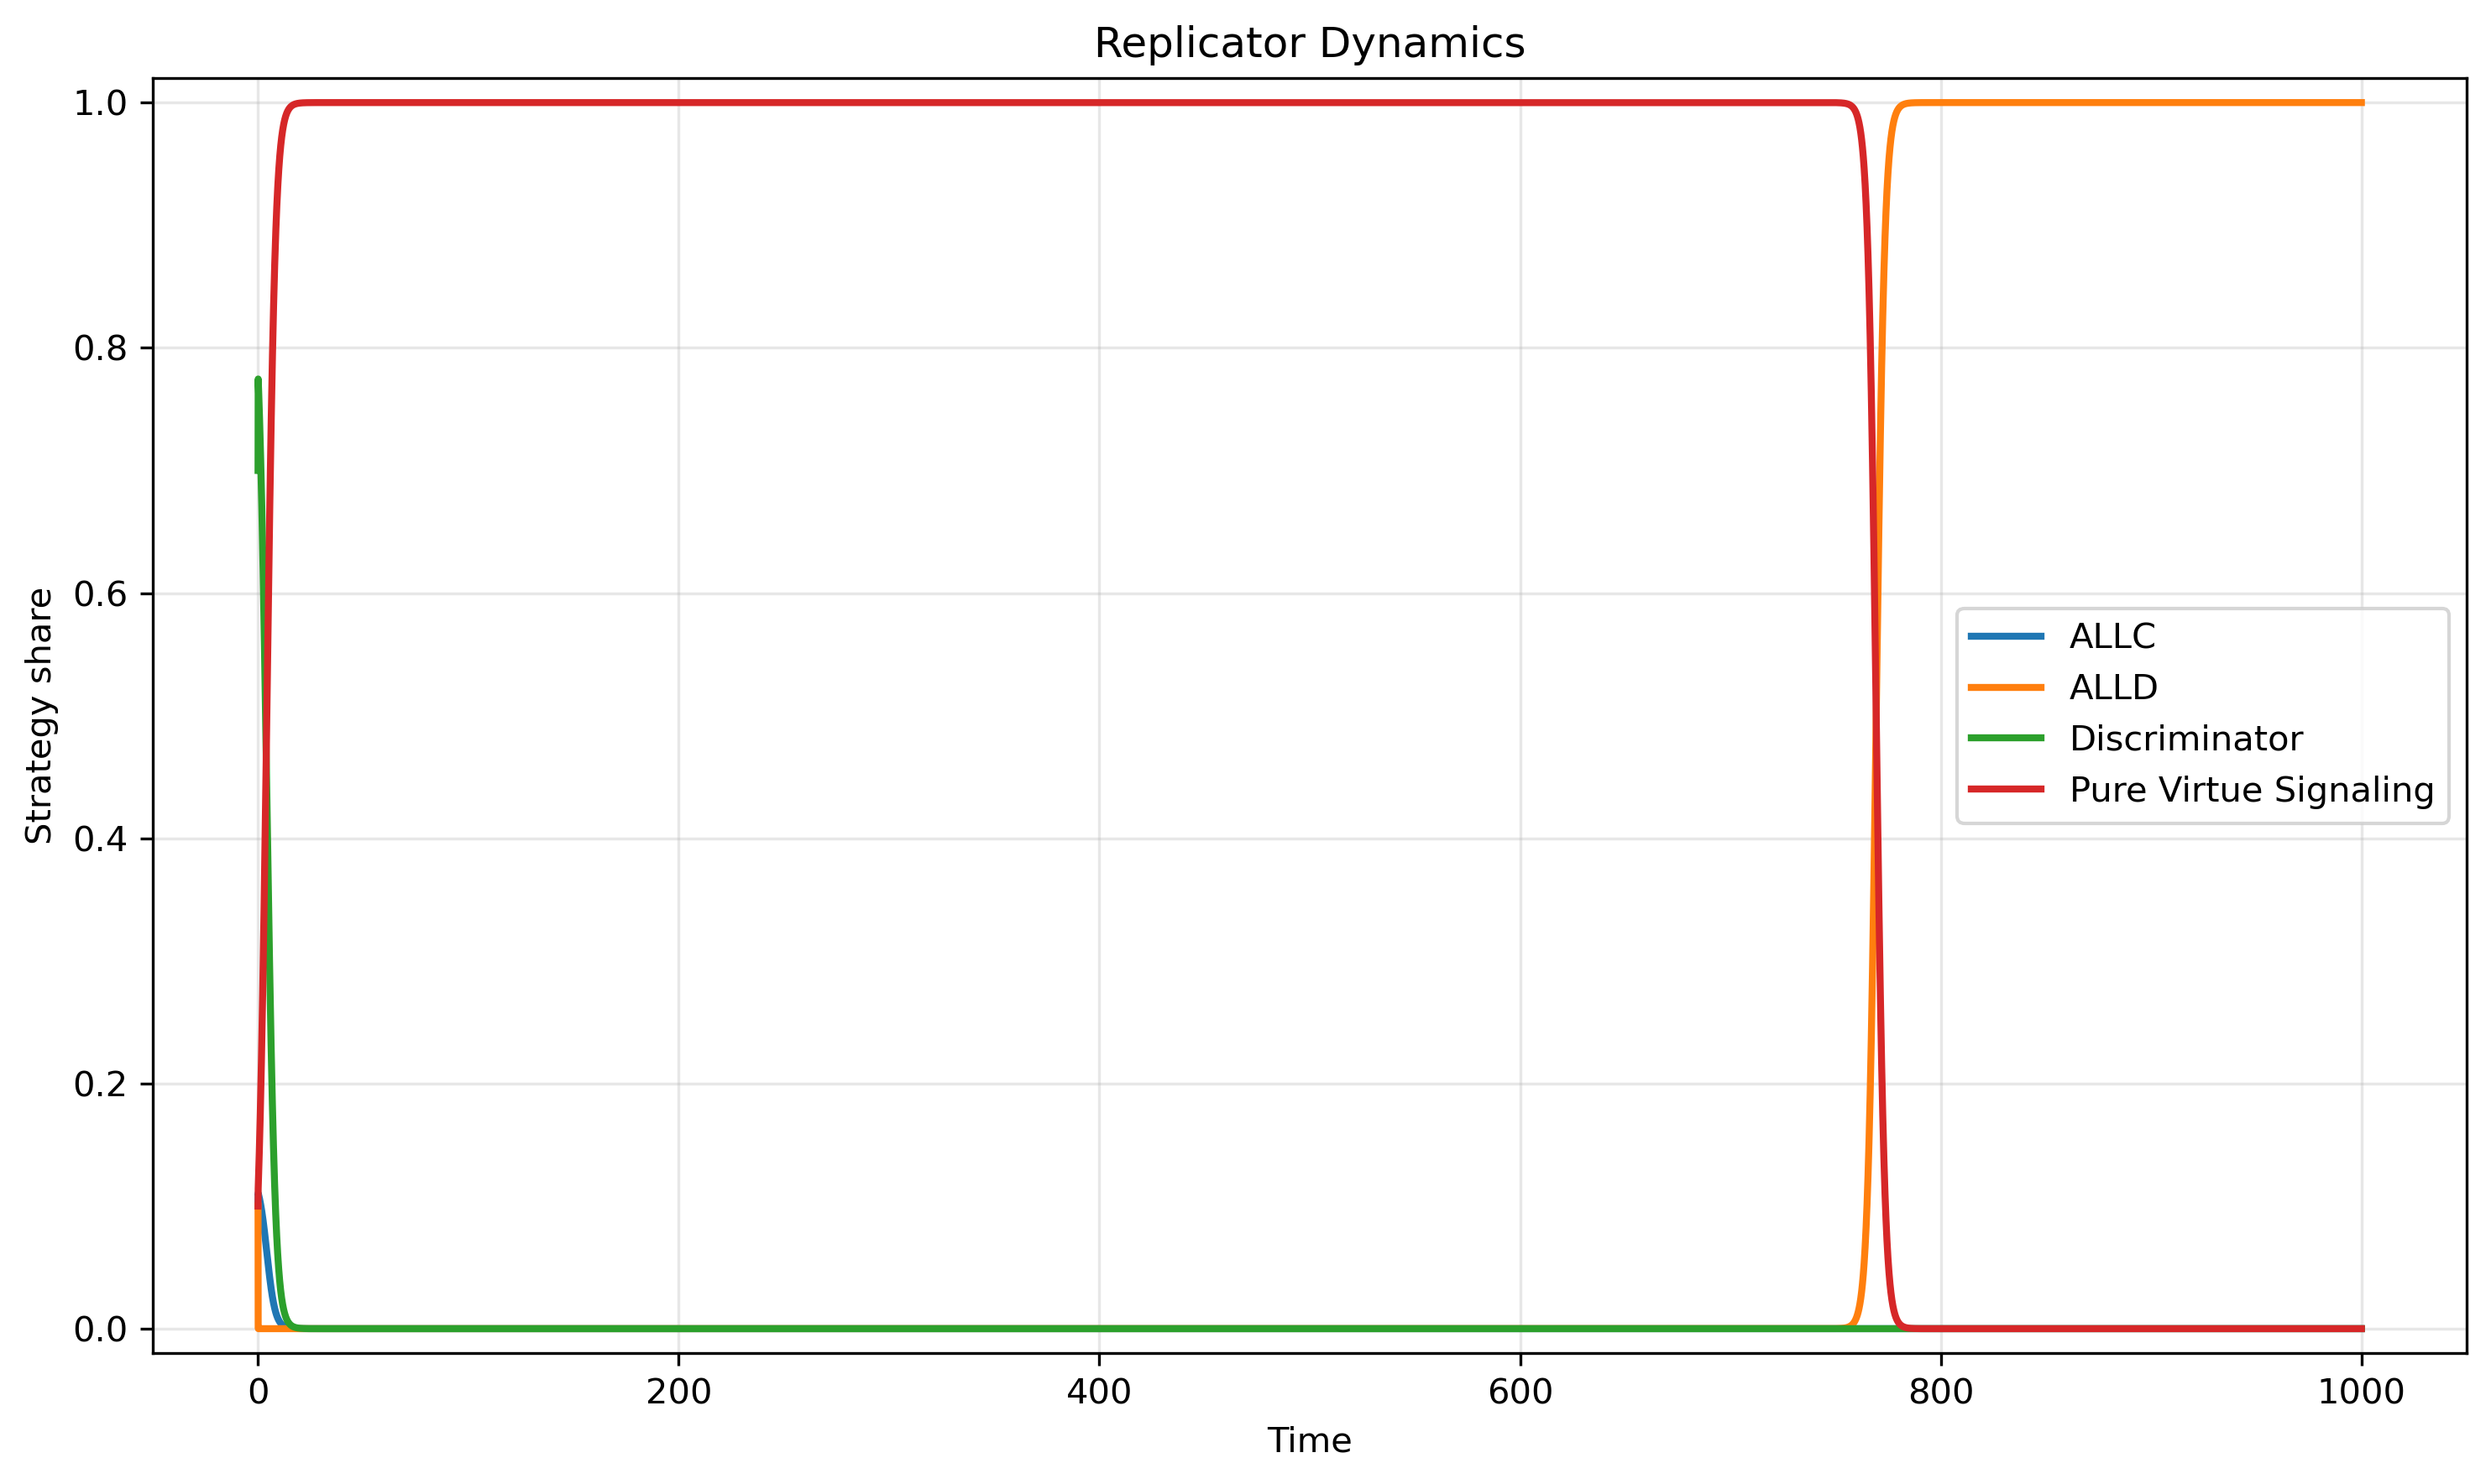 Replicator Dynamics
Strategy share
1.0
0.8
0.6
0.4
0.2
0.0
ALLC
ALLD
Discriminator
Pure Virtue Signaling
0 200 400 600 800 1000
Time